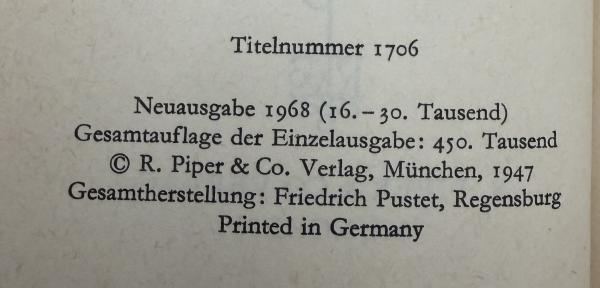 Titelnummer 1706
Neuausgabe 1968 (16. – 30. Tausend)
Gesamtauflage der Einzelausgabe: 450. Tausend
© R. Piper & Co. Verlag, München, 1947
Gesamtherstellung: Friedrich Pustet, Regensburg
Printed in Germany